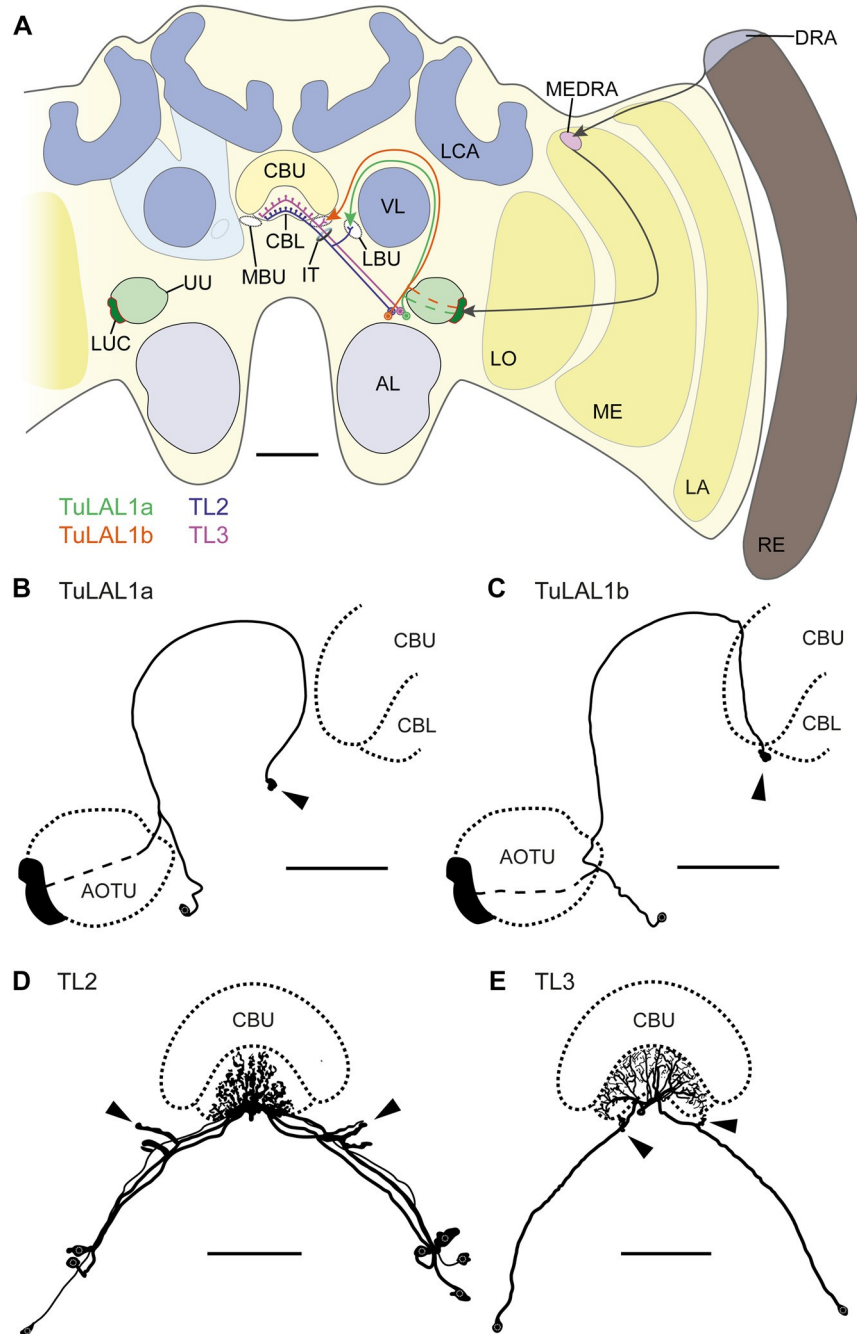 A
DRA
MEDRA
LCA
CBU
VL
CBL
MBU
IT
LBU
UU
LUC
AL
LO
ME
LA
RE
TuLAL1a TL2
TuLAL1b TL3
B TuLAL1a
CBU
CBL
AOTU
C TuLAL1b
CBU
CBL
AOTU
D TL2
CBU
E TL3
CBU